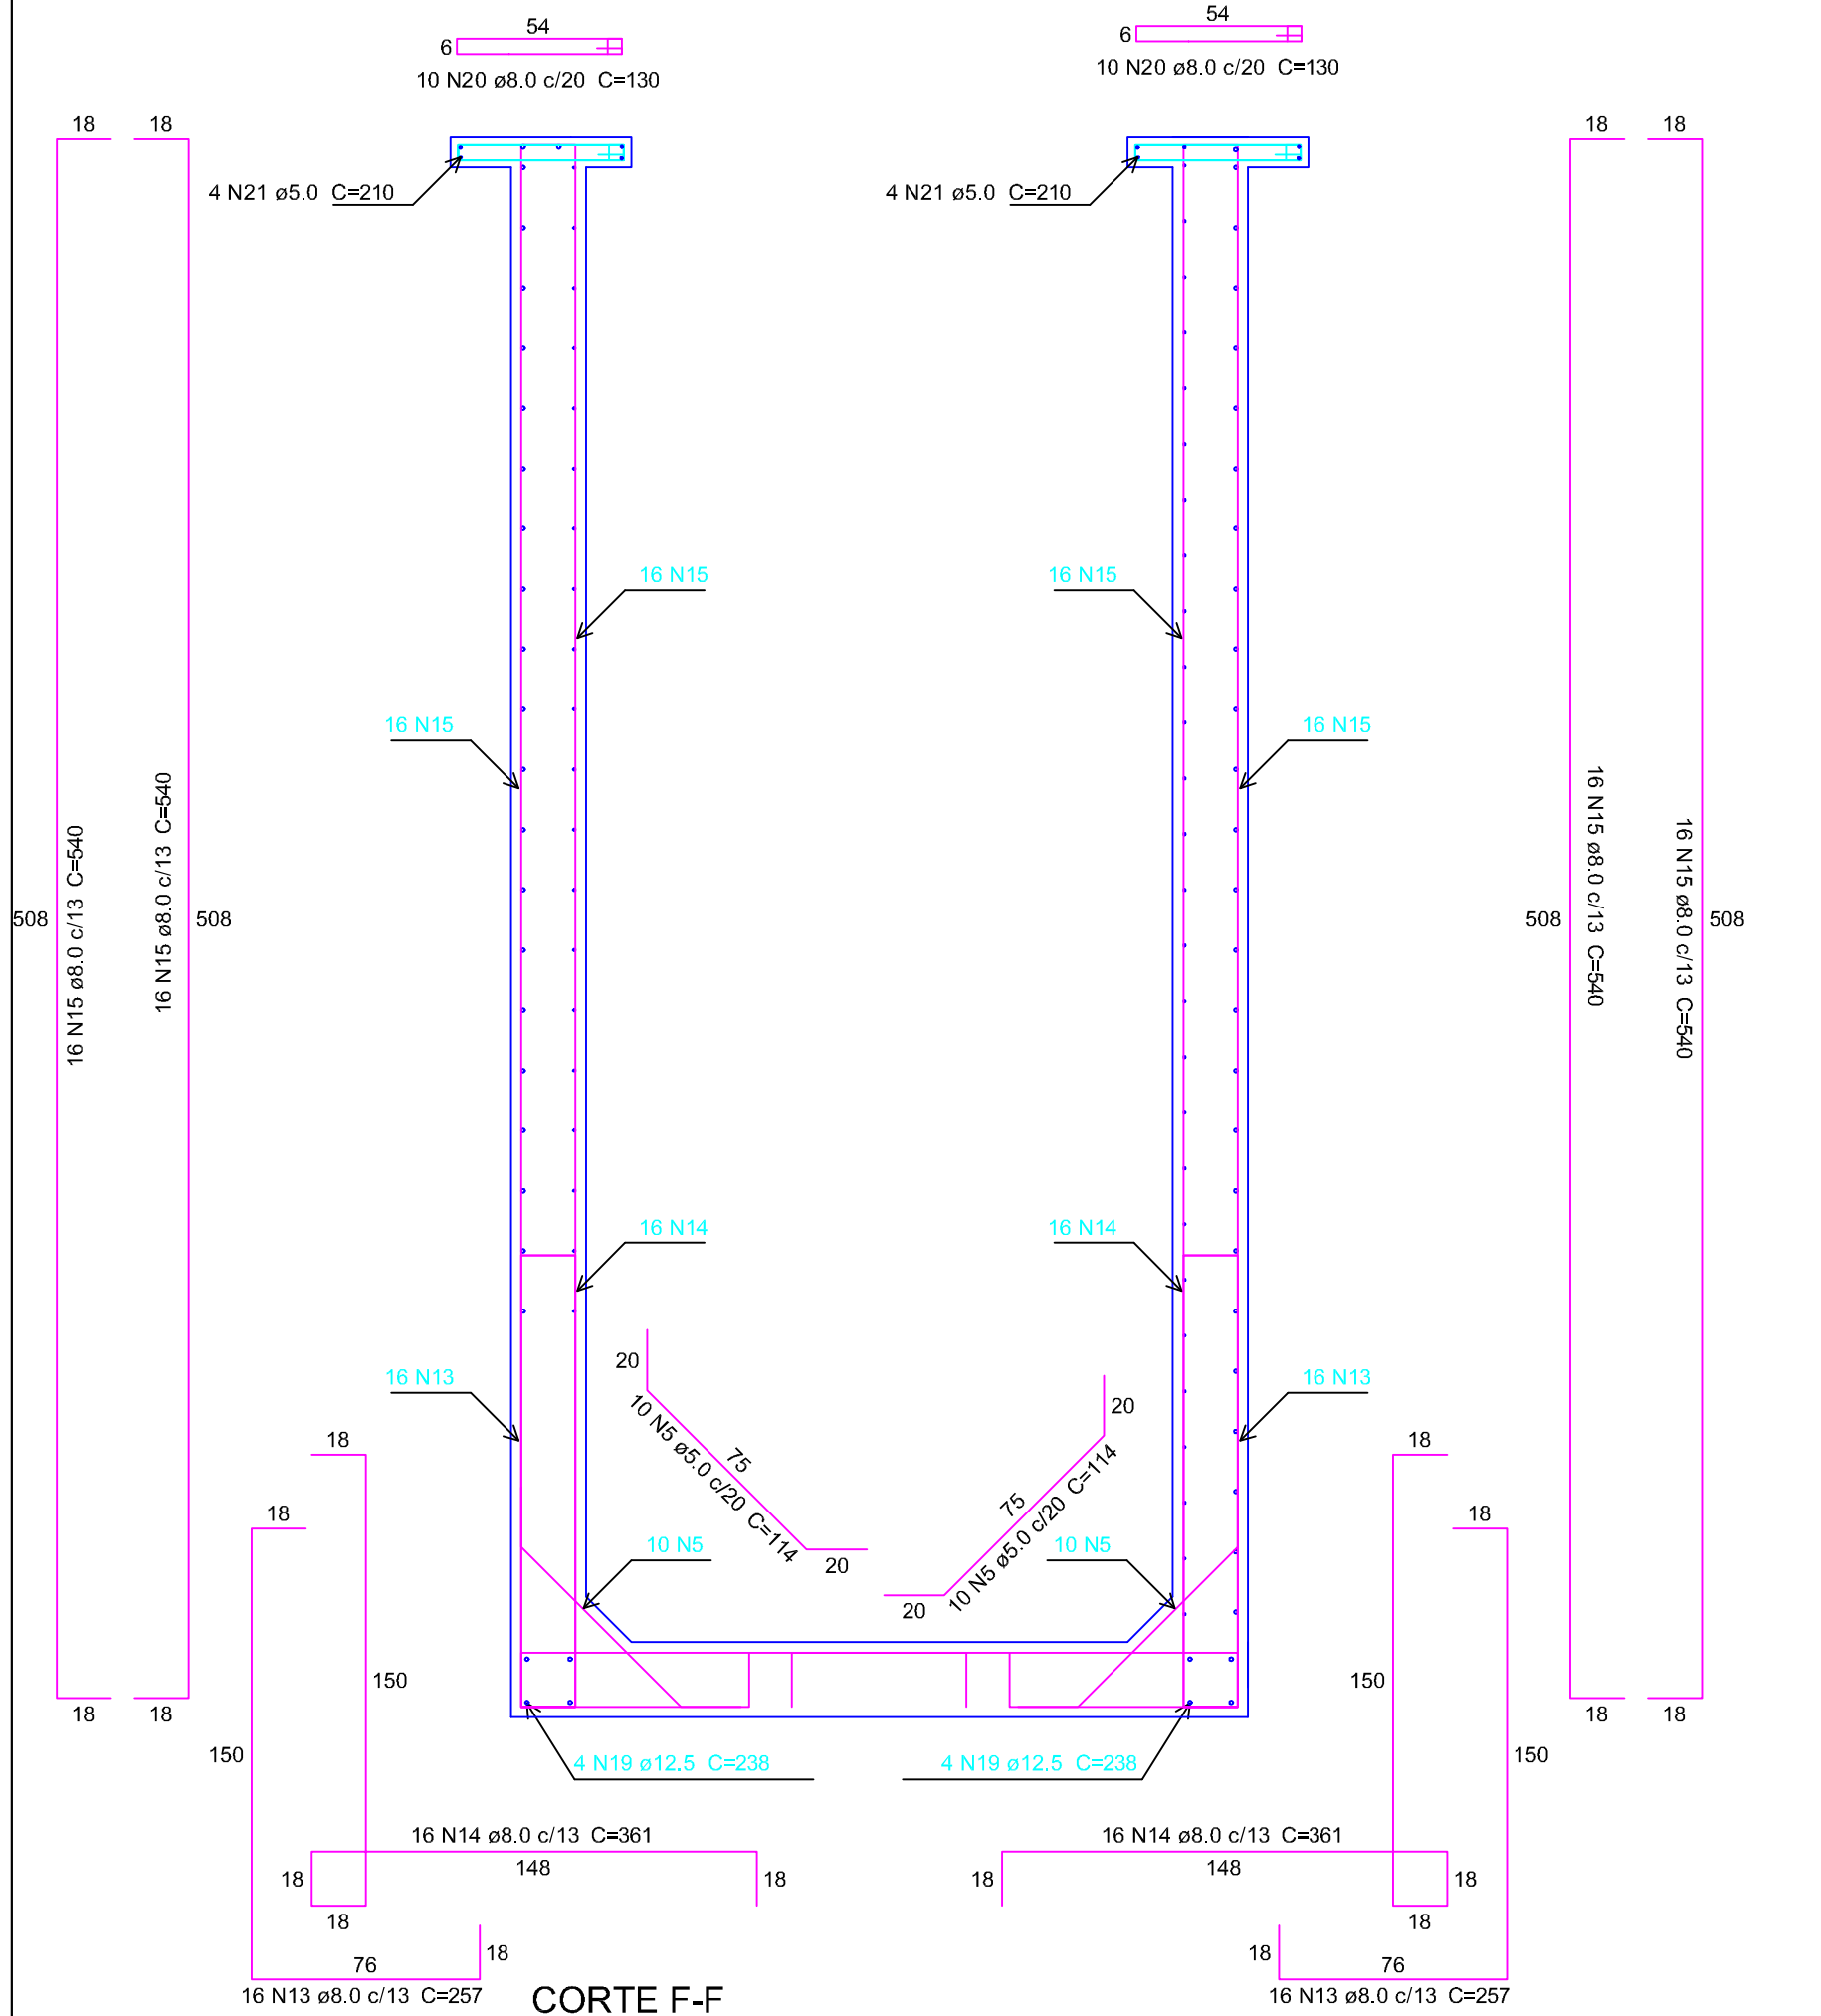 54
54
6
6
10 N20 ø8.0 c/20 C=130
10 N20 ø8.0 c/20 C=130
18
18
18
18
4 N21 ø5.0 C=210
4 N21 ø5.0 C=210
16 N15
16 N15
16 N15
16 N15
508
16 N15 ø8.0 c/13 C=540
16 N15 ø8.0 c/13 C=540
508
508
16 N15 ø8.0 c/13 C=540
16 N15 ø8.0 c/13 C=540
508
16 N14
16 N14
20
16 N13
16 N13
20
10 N5 ø5.0 c/20 C=114
75
75
10 N5 ø5.0 c/20 C=114
18
18
18
18
10 N5
10 N5
20
20
150
150
18
18
18
18
150
150
4 N19 ø12.5 C=238
4 N19 ø12.5 C=238
16 N14 ø8.0 c/13 C=361
16 N14 ø8.0 c/13 C=361
148
148
18
18
18
18
18
18
18
18
76
76
16 N13 ø8.0 c/13 C=257
16 N13 ø8.0 c/13 C=257
CORTE F-F